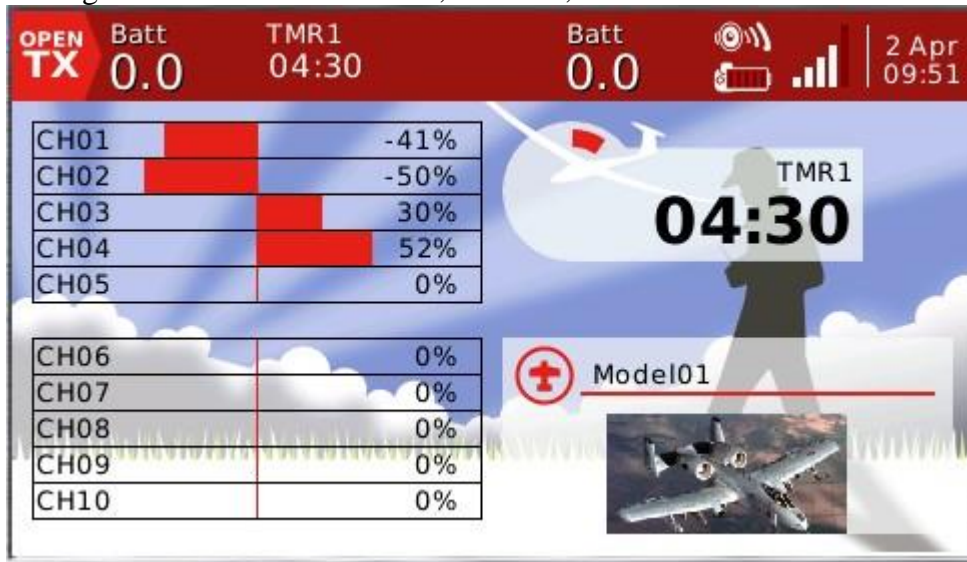 OPEN TX
Batt 0.0
TMR1 04:30
Batt 0.0
2 Apr 09:51
CH01 -41%
CH02 -50%
CH03 30%
CH04 52%
CH05 0%
CH06 0%
CH07 0%
CH08 0%
CH09 0%
CH10 0%
TMR1
04:30
Model01